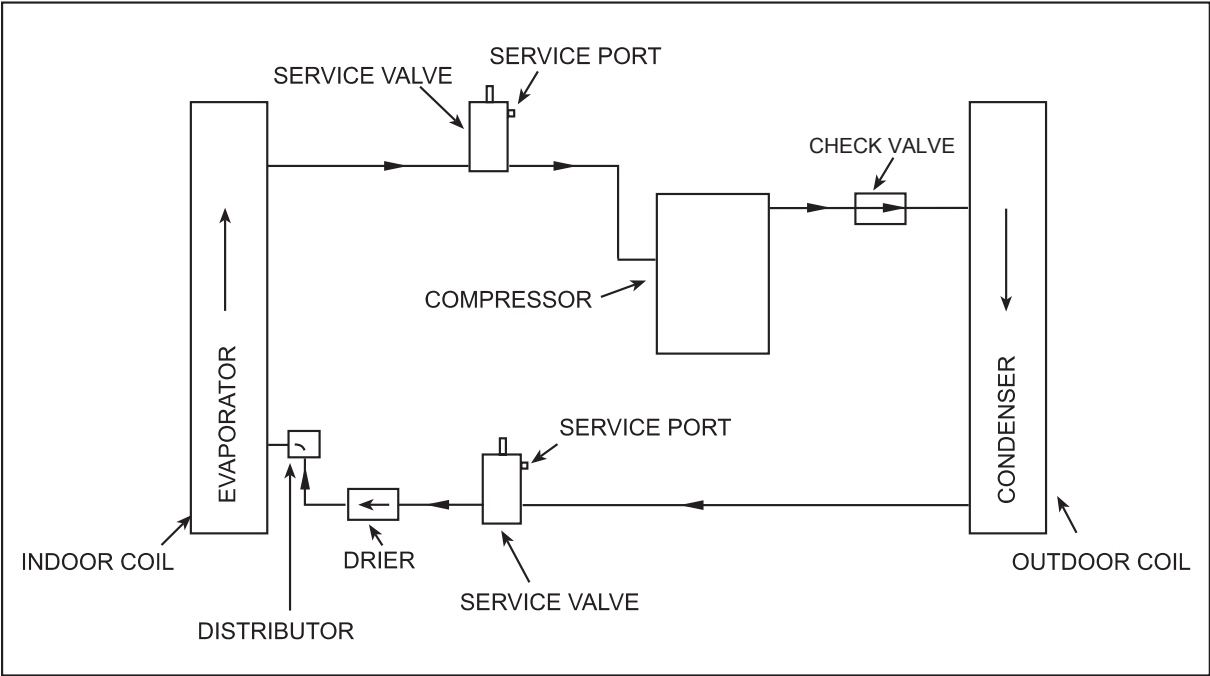 SERVICE PORT
SERVICE VALVE
CHECK VALVE
COMPRESSOR
EVAPORATOR
CONDENSER
SERVICE PORT
INDOOR COIL
DRIER
OUTDOOR COIL
SERVICE VALVE
DISTRIBUTOR